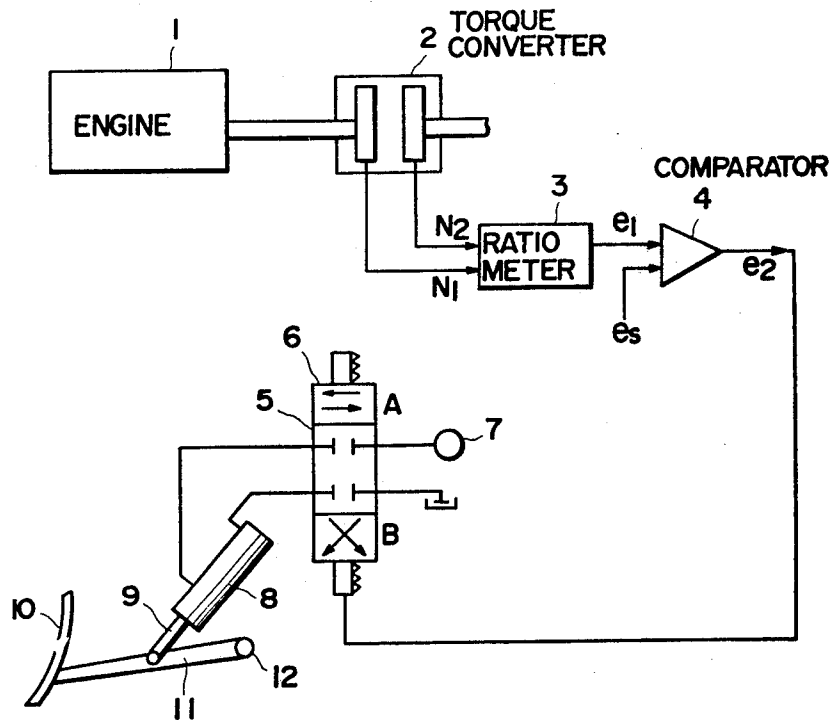 1
2
TORQUE
CONVERTER
ENGINE
COMPARATOR
4
3
N2
RATIO
METER
N1
e1
es
e2
6
A
5
7
B
8
9
10
11
12